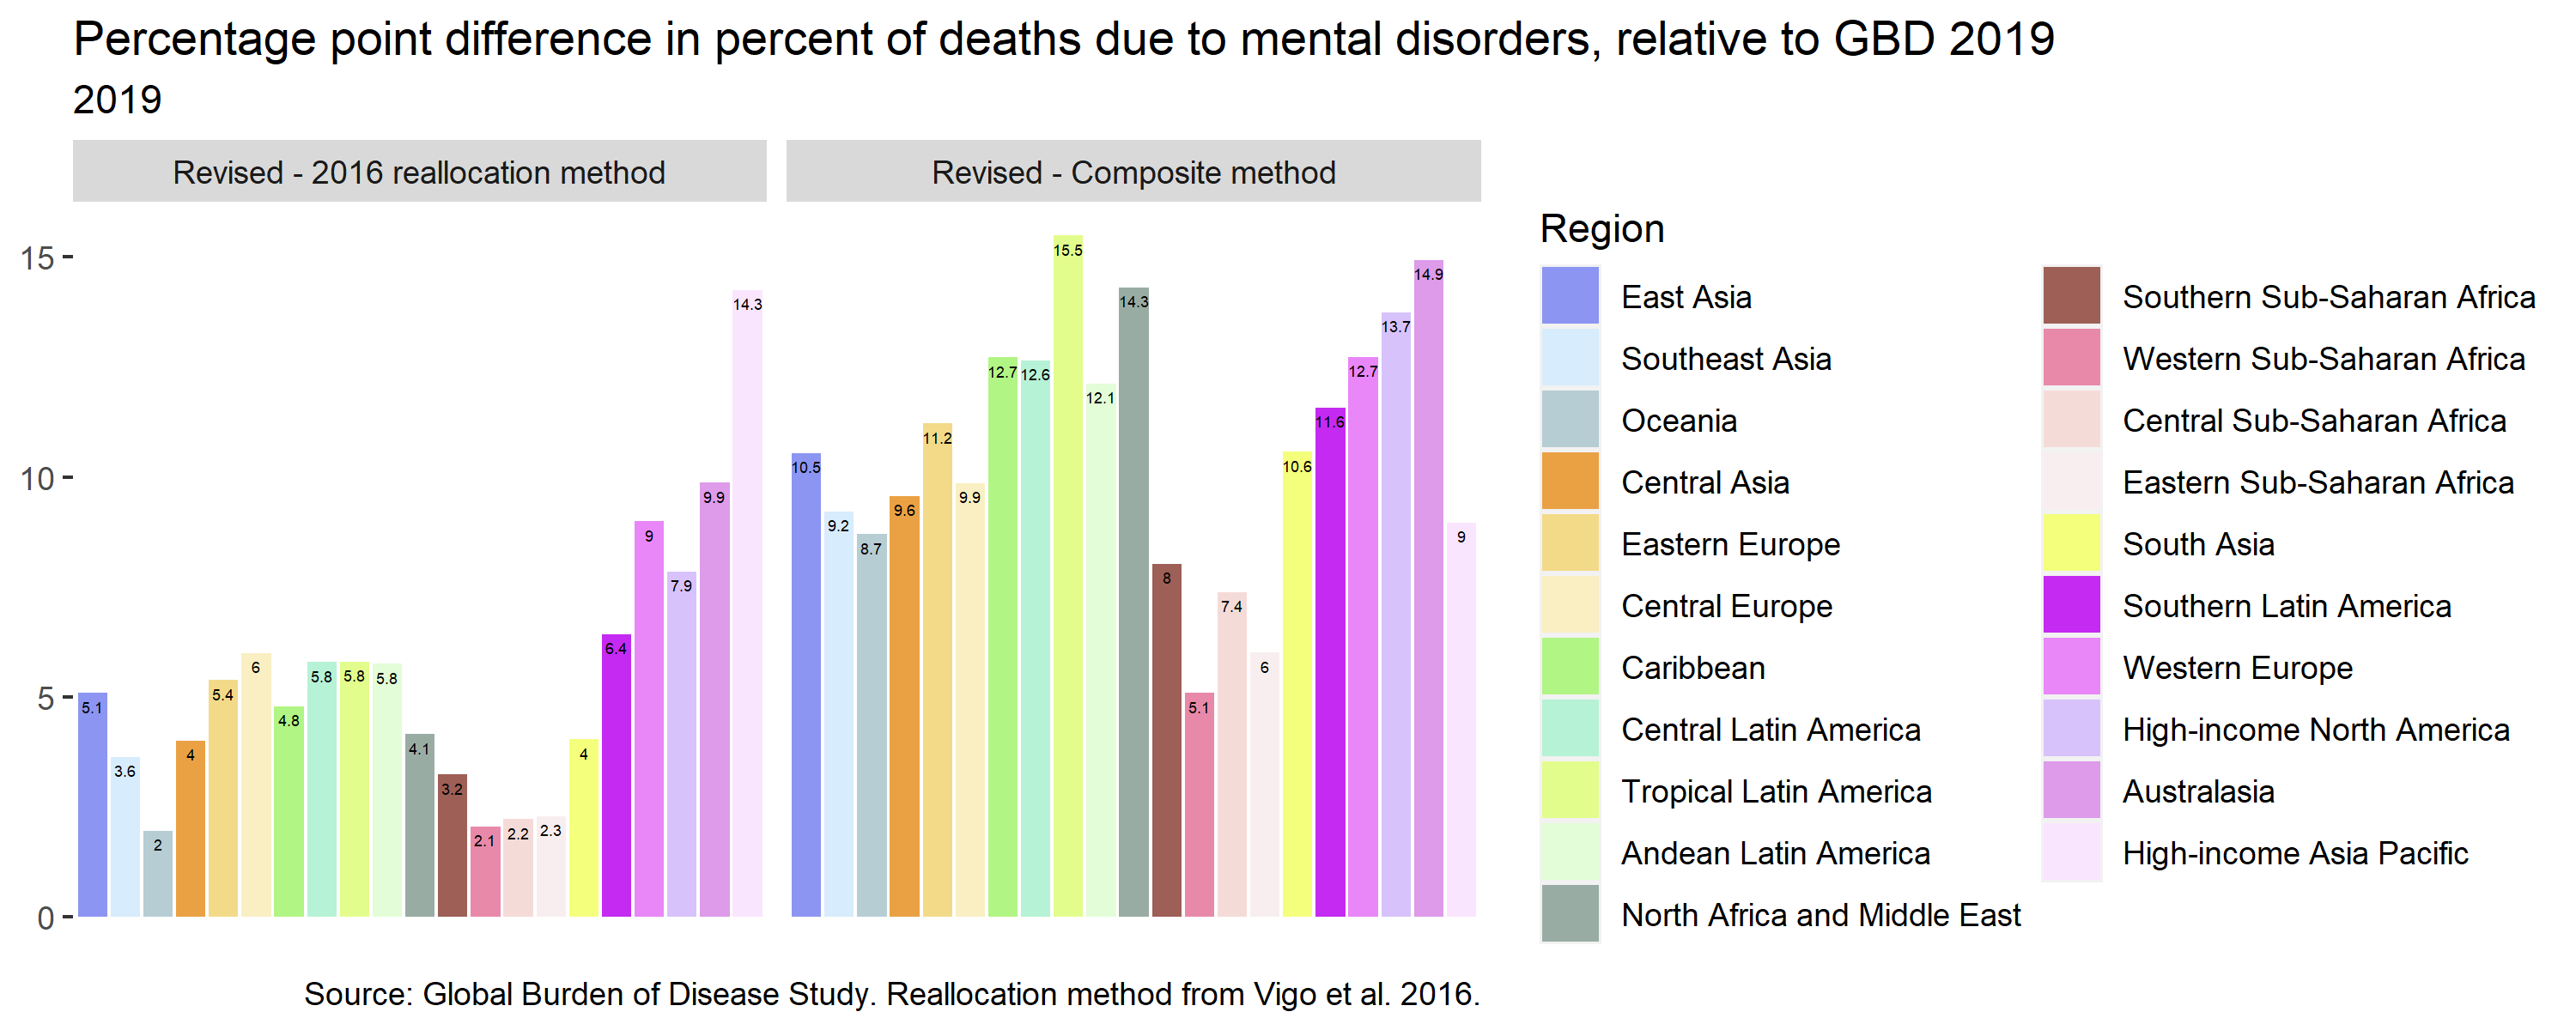 Percentage point difference in percent of deaths due to mental disorders, relative to GBD 2019
2019
Revised - 2016 reallocation method
Revised - Composite method
15
10
5
0
5.1
3.6
2
4
5.4
6
4.8
5.8
5.8
5.8
4.1
3.2
2.1
2.2
2.3
4
6.4
9
7.9
9.9
14.3
10.5
9.2
8.7
9.6
11.2
9.9
12.7
12.6
15.5
12.1
14.3
8
5.1
7.4
6
10.6
11.6
12.7
13.7
14.9
9
Region
East Asia
Southeast Asia
Oceania
Central Asia
Eastern Europe
Central Europe
Caribbean
Central Latin America
Tropical Latin America
Andean Latin America
North Africa and Middle East
Southern Sub-Saharan Africa
Western Sub-Saharan Africa
Central Sub-Saharan Africa
Eastern Sub-Saharan Africa
South Asia
Southern Latin America
Western Europe
High-income North America
Australasia
High-income Asia Pacific
Source: Global Burden of Disease Study. Reallocation method from Vigo et al. 2016.